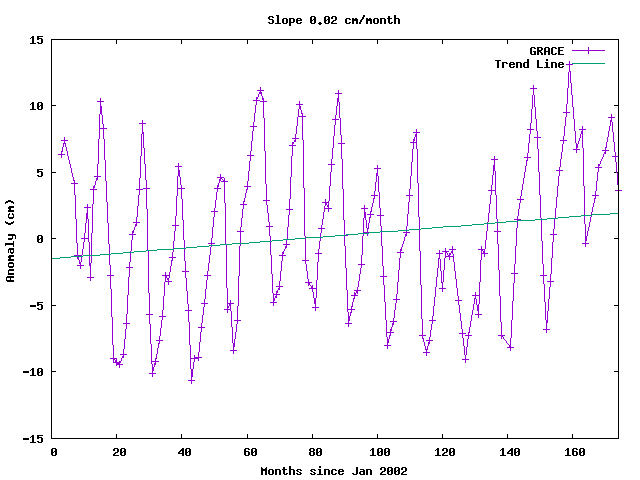 Slope 0.02 cm/month
15
GRACE
Trend Line
10
5
0
-5
-10
-15
Anomaly (cm)
0 20 40 60 80 100 120 140 160
Months since Jan 2002